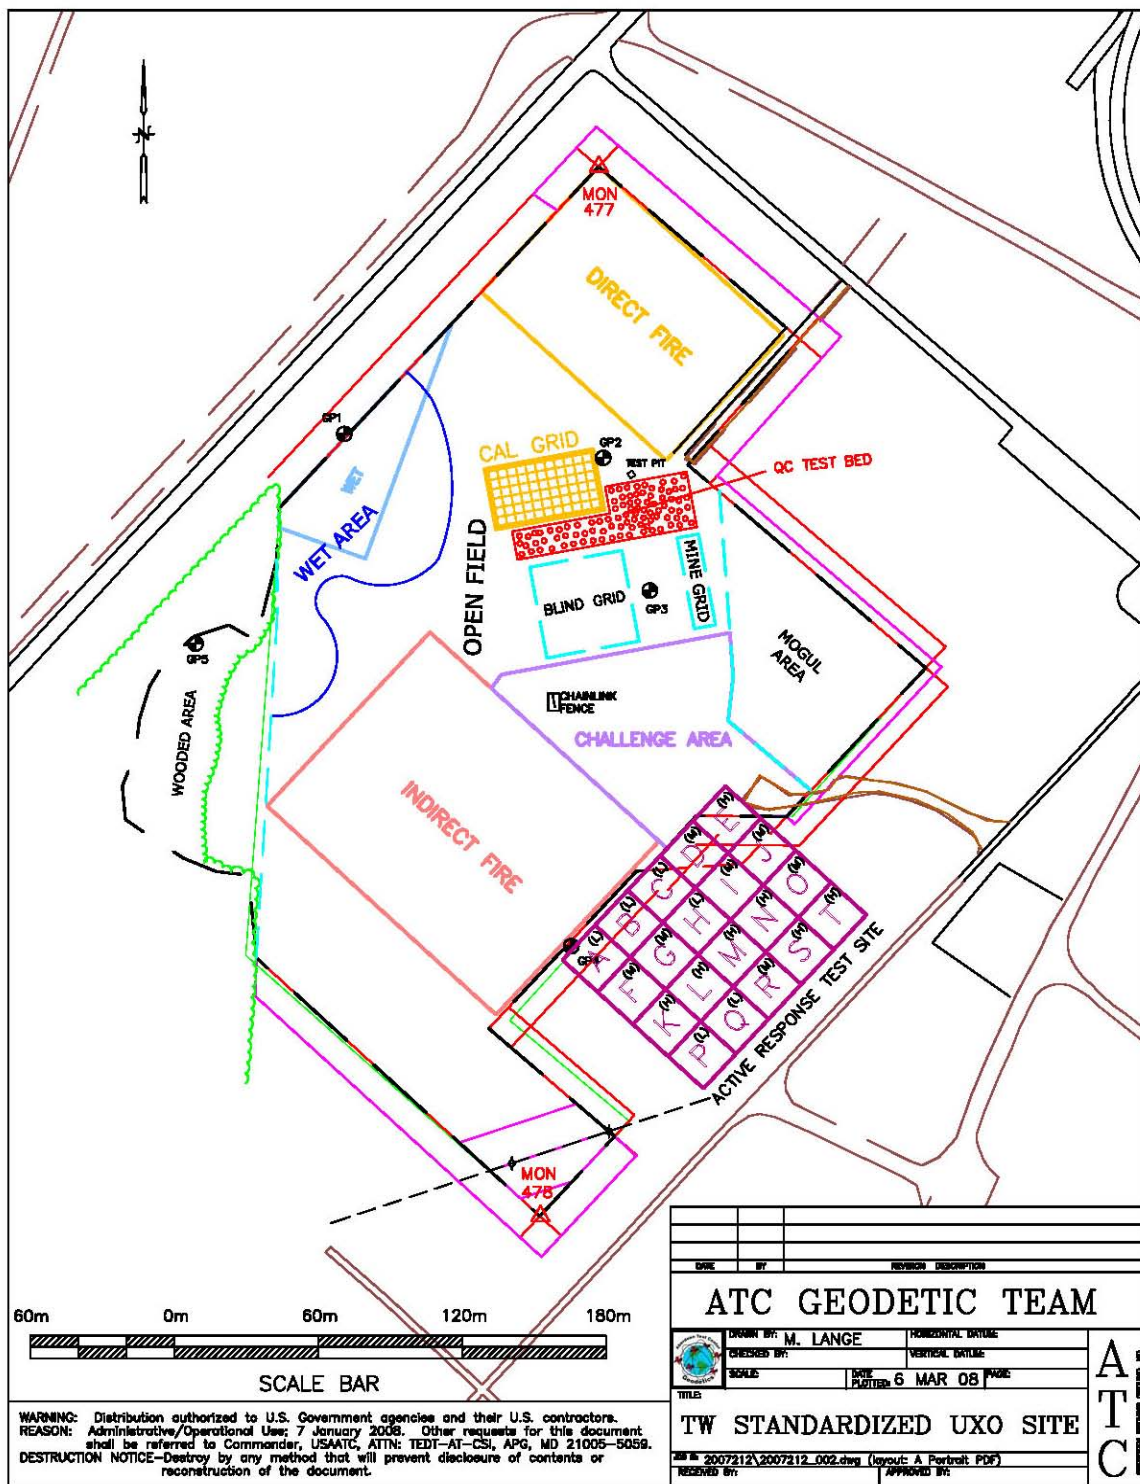 MON
477
DIRECT FIRE
GP1
WET
WET AREA
CAL GRID
GP2
TEST PIT
QC TEST BED
OPEN FIELD
BLIND GRID
GP3
MINE GRID
MOGUL
AREA
GP5
WOODED AREA
CHAINLINK
FENCE
CHALLENGE AREA
INDIRECT FIRE
A (L)
B (L)
C (L)
D (M)
E (H)
F (M)
G (M)
H (L)
I (M)
J (M)
K (H)
L (H)
M (H)
N (H)
O (M)
P (L)
Q (L)
R (M)
S (H)
T (H)
ACTIVE RESPONSE TEST SITE
MON
60m 0m 60m 120m 180m
SCALE BAR
WARNING: Distribution authorized to U.S. Government agencies and their U.S. contractors.
REASON: Administrative/Operational Use; 7 January 2008. Other requests for this document
shall be referred to Commander, USAATC, ATTN: TEDT-AT-CSI, APG, MD 21005-5059.
DESTRUCTION NOTICE-Destroy by any method that will prevent disclosure of contents or
reconstruction of the document.
DATE BY REVISION DESCRIPTION
ATC GEODETIC TEAM
DRAWN BY: M. LANGE HORIZONTAL DATUM:
CHECKED BY: VERTICAL DATUM:
SCALE: DATE PLOTTED: 6 MAR 08 PAGE:
TITLE:
TW STANDARDIZED UXO SITE
2007212\2007212_002.dwg (layout: A Portrait PDF)
RECEIVED BY: APPROVED BY:
ATC